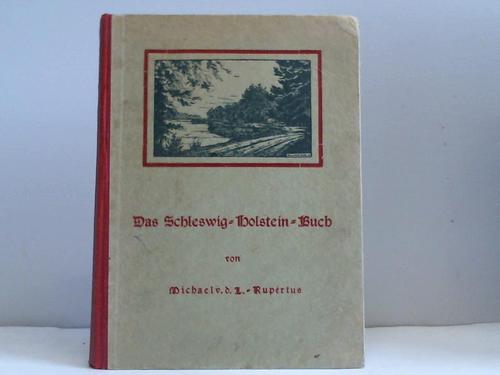 Das Schleswig-Holstein-Buch
von
Michael v. d. L.-Rupertus